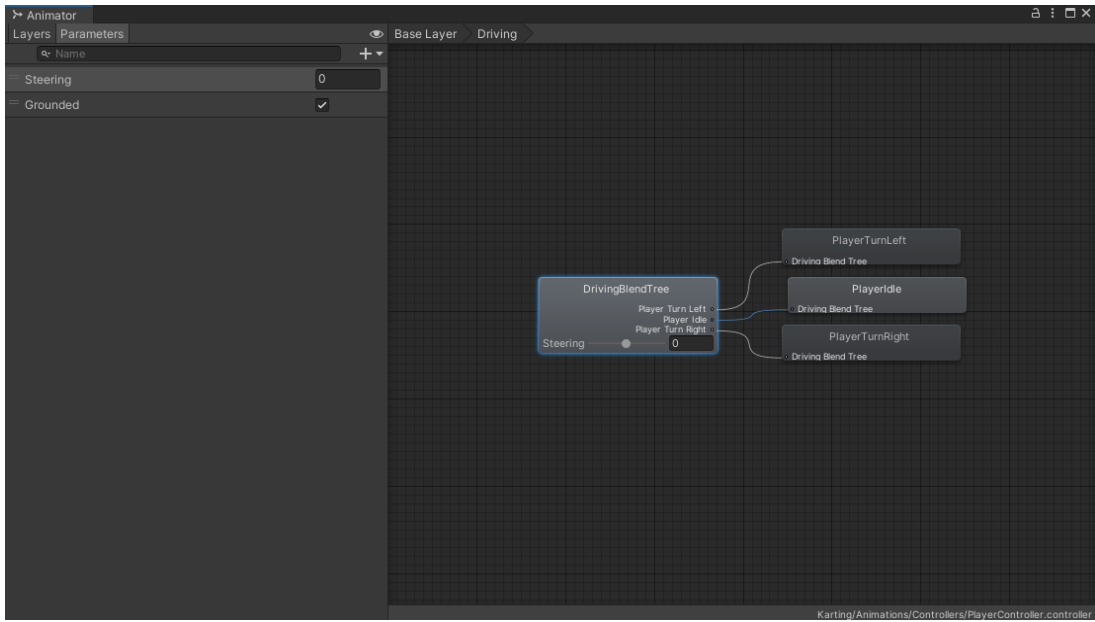 Animator
Layers Parameters
Base Layer Driving
Name
Steering 0
Grounded
PlayerTurnLeft
Driving Blend Tree
DrivingBlendTree
Player Turn Left
Player Idle
Player Turn Right
Steering 0
PlayerIdle
Driving Blend Tree
PlayerTurnRight
Driving Blend Tree
Karting/Animations/Controllers/PlayerController.controller